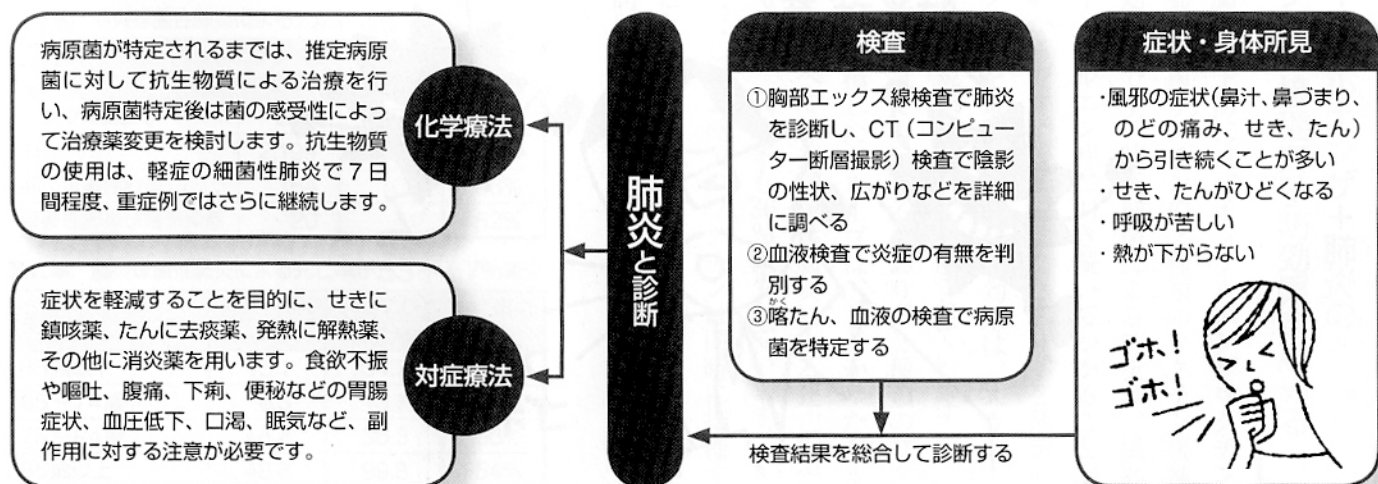 症状・身体所見
・風邪の症状(鼻汁、鼻づまり、
のどの痛み、せき、たん)
から引き続くことが多い
・せき、たんがひどくなる
・呼吸が苦しい
・熱が下がらない
ゴホ!
ゴホ!
検査
①胸部エックス線検査で肺炎
を診断し、CT(コンピュー
ター断層撮影)検査で陰影
の性状、広がりなどを詳細
に調べる
②血液検査で炎症の有無を判
別する
かく
③喀たん、血液の検査で病原
菌を特定する
検査結果を総合して診断する
肺炎と診断
化学療法
病原菌が特定されるまでは、推定病原
菌に対して抗生物質による治療を行
い、病原菌特定後は菌の感受性によっ
て治療薬変更を検討します。抗生物質
の使用は、軽症の細菌性肺炎で7日
間程度、重症例ではさらに継続します。
対症療法
症状を軽減することを目的に、せきに
鎮咳薬、たんに去痰薬、発熱に解熱薬、
その他に消炎薬を用います。食欲不振
や嘔吐、腹痛、下痢、便秘などの胃腸
症状、血圧低下、口渇、眠気など、副
作用に対する注意が必要です。